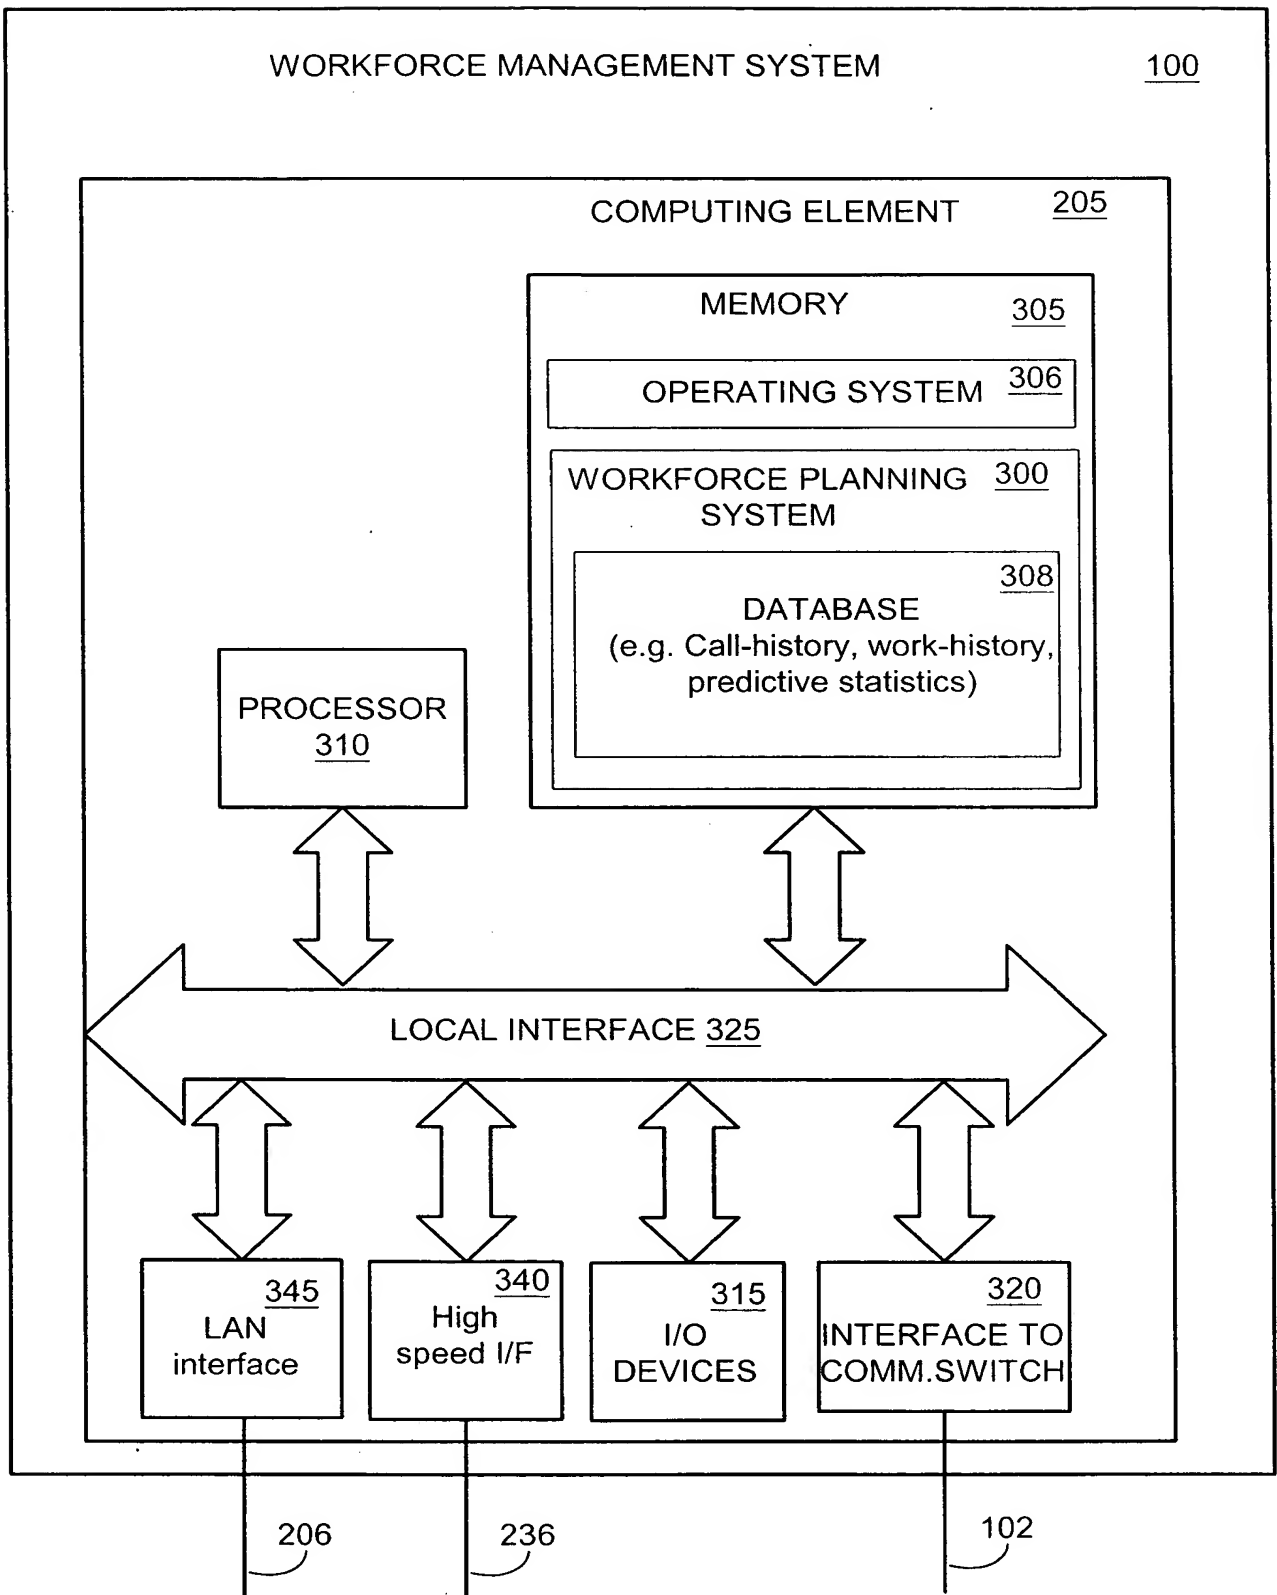 WORKFORCE MANAGEMENT SYSTEM 100
COMPUTING ELEMENT 205
MEMORY 305
OPERATING SYSTEM 306
WORKFORCE PLANNING 300
SYSTEM
308
DATABASE
(e.g. Call-history, work-history,
predictive statistics)
PROCESSOR
310
LOCAL INTERFACE 325
345
LAN
interface
340
High
speed I/F
315
I/O
DEVICES
320
INTERFACE TO
COMM.SWITCH
206
236
102